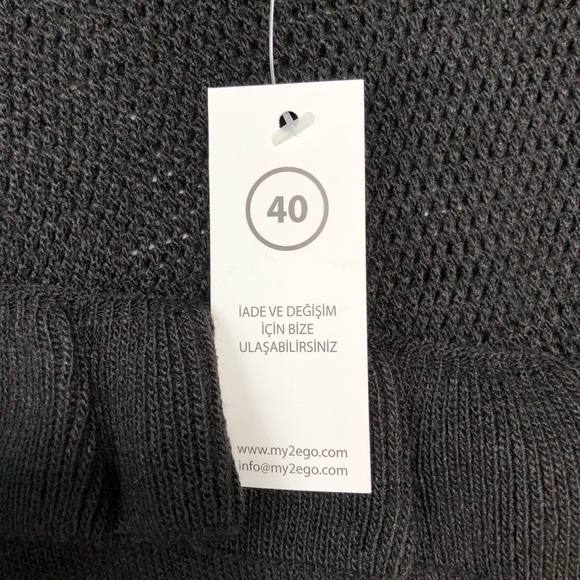 40
İADE VE DEĞİŞİM
İÇİN BİZE
ULAŞABİLİRSİNİZ
www.my2ego.com
info@my2ego.com